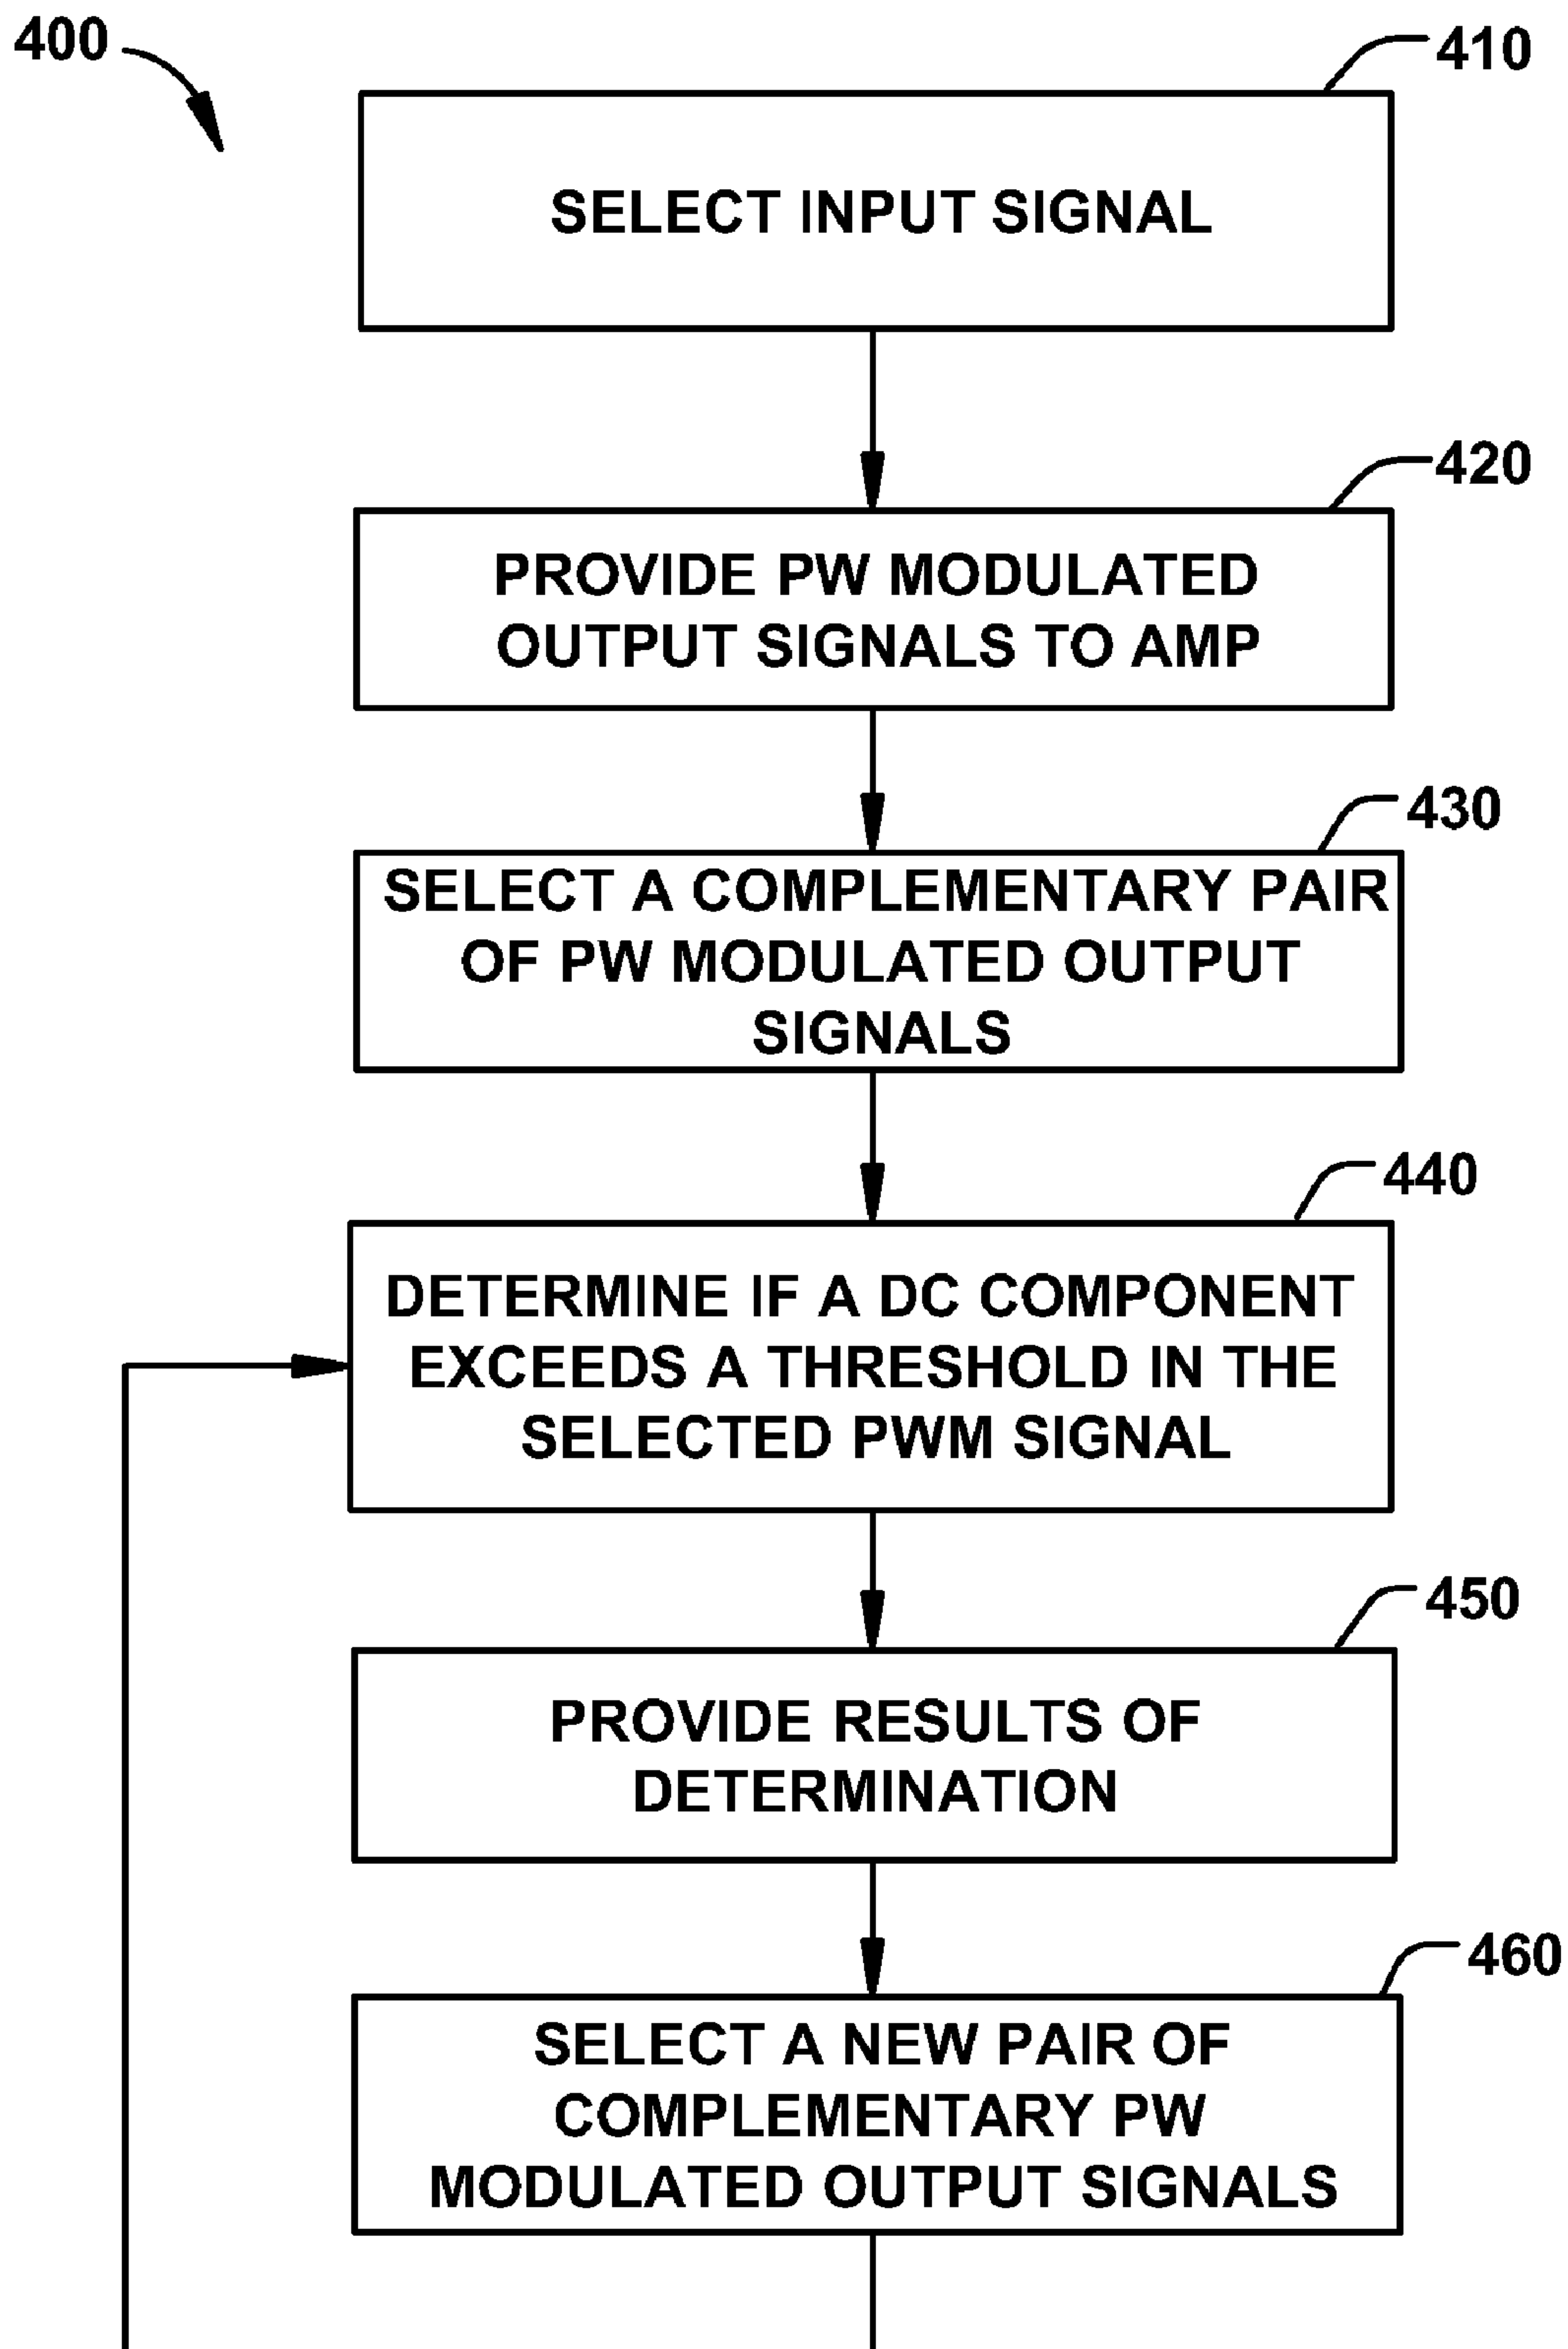 400
410
SELECT INPUT SIGNAL
420
PROVIDE PW MODULATED
OUTPUT SIGNALS TO AMP
430
SELECT A COMPLEMENTARY PAIR
OF PW MODULATED OUTPUT
SIGNALS
440
DETERMINE IF A DC COMPONENT
EXCEEDS A THRESHOLD IN THE
SELECTED PWM SIGNAL
450
PROVIDE RESULTS OF
DETERMINATION
460
SELECT A NEW PAIR OF
COMPLEMENTARY PW
MODULATED OUTPUT SIGNALS